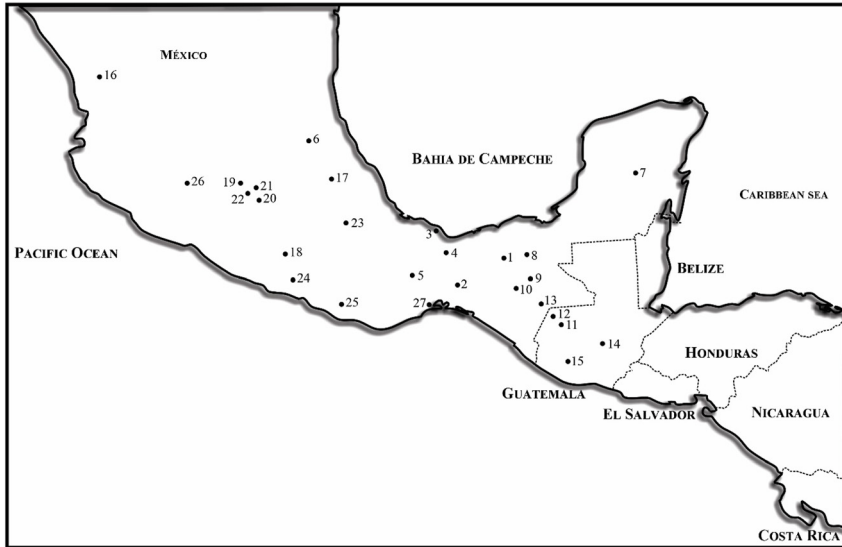 MÉXICO
16
6
BAHIA DE CAMPECHE
7
17
26
19
21
22
20
CARIBBEAN SEA
23
3
PACIFIC OCEAN
18
4
1
8
BELIZE
5
9
24
2
10
25
27
13
12
11
14
HONDURAS
15
GUATEMALA
EL SALVADOR
NICARAGUA
COSTA RICA